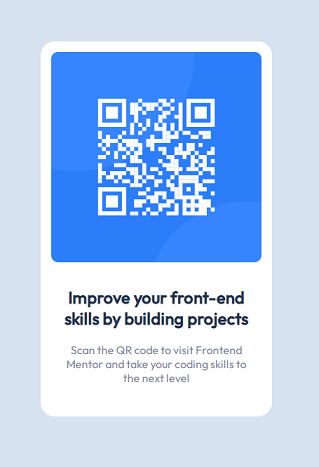 Improve your front-end
skills by building projects
Scan the QR code to visit Frontend
Mentor and take your coding skills to
the next level